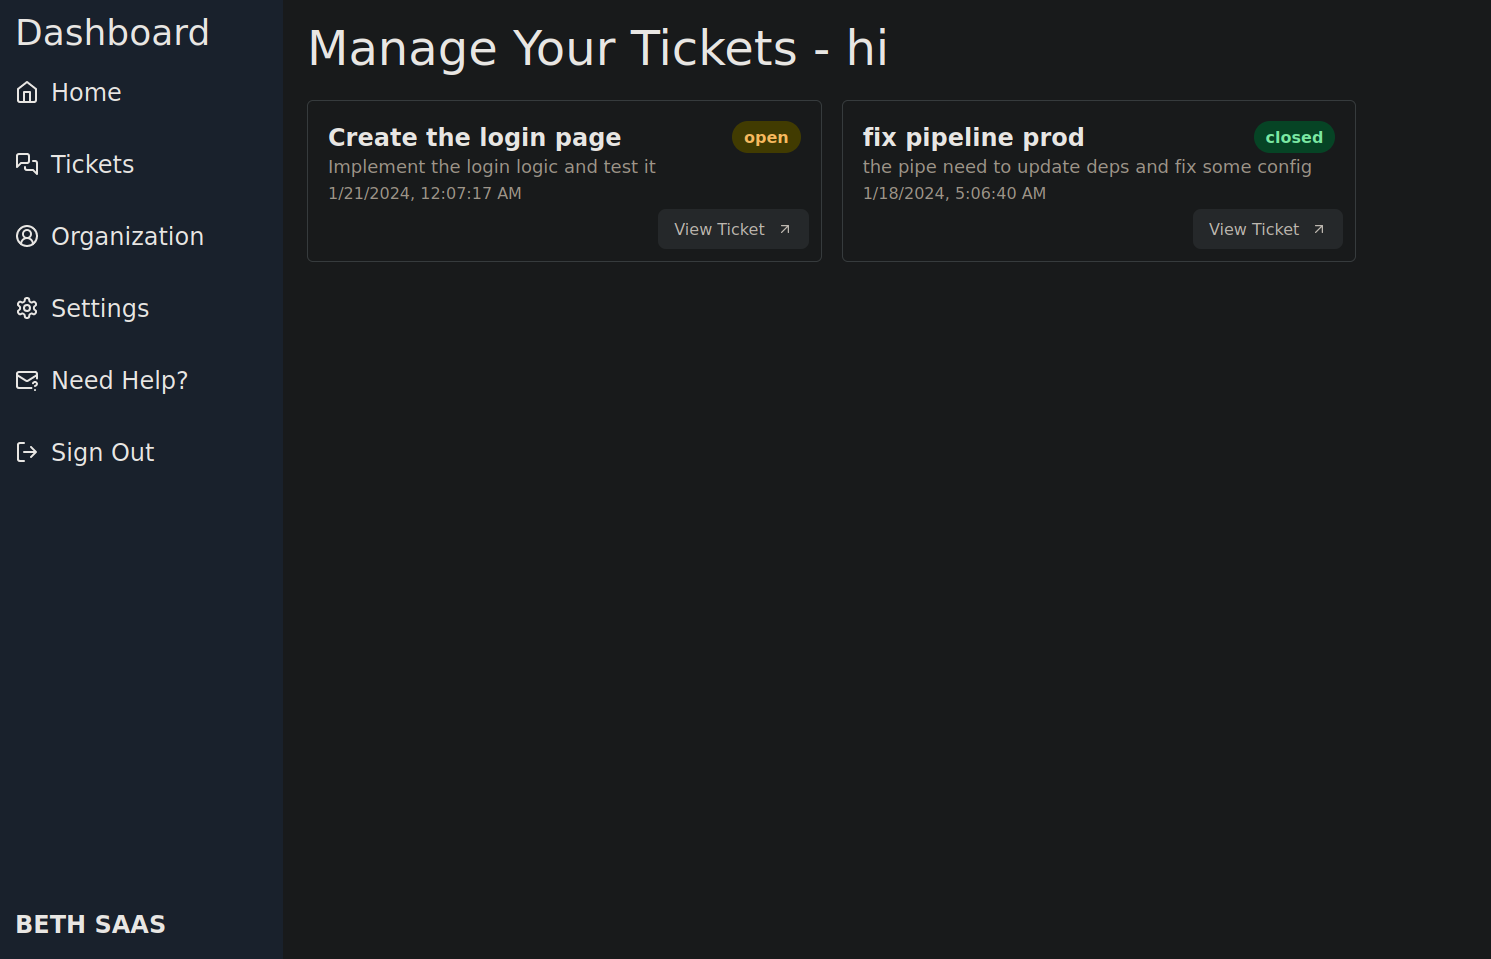 Dashboard
Home
Tickets
Organization
Settings
Need Help?
Sign Out
BETH SAAS
Manage Your Tickets - hi
Create the login page
open
Implement the login logic and test it
1/21/2024, 12:07:17 AM
View Ticket
fix pipeline prod
closed
the pipe need to update deps and fix some config
1/18/2024, 5:06:40 AM
View Ticket